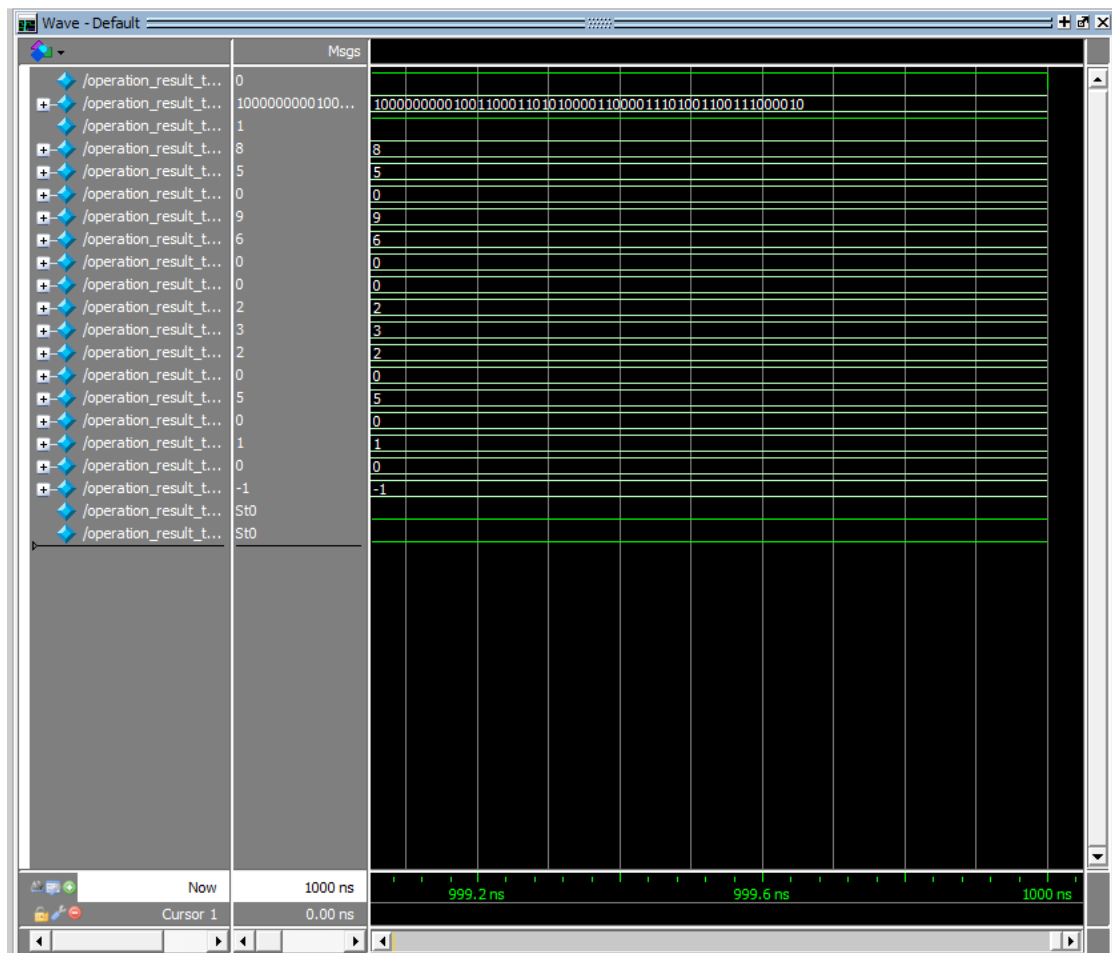 Wave - Default
Msgs
/operation_result_t... 0
/operation_result_t... 1000000000100... 1000000000100110001101010000110000111101001100111000010
/operation_result_t... 1
/operation_result_t... 8 8
/operation_result_t... 5 5
/operation_result_t... 0 0
/operation_result_t... 9 9
/operation_result_t... 6 6
/operation_result_t... 0 0
/operation_result_t... 0 0
/operation_result_t... 2 2
/operation_result_t... 3 3
/operation_result_t... 2 2
/operation_result_t... 0 0
/operation_result_t... 5 5
/operation_result_t... 0 0
/operation_result_t... 1 1
/operation_result_t... 0 0
/operation_result_t... -1 -1
/operation_result_t... St0
/operation_result_t... St0
Now 1000 ns 999.2 ns 999.6 ns 1000 ns
Cursor 1 0.00 ns